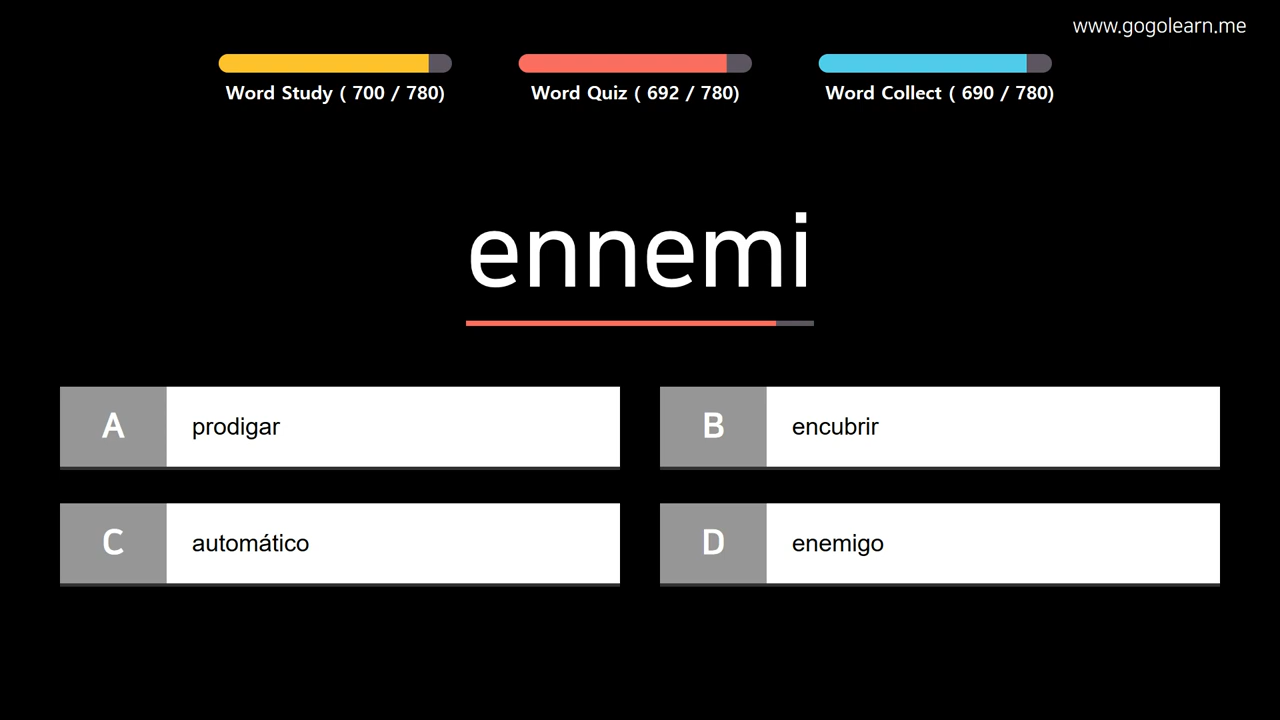 www.gogolearn.me
Word Study ( 700 / 780)
Word Quiz ( 692 / 780)
Word Collect ( 690 / 780)
ennemi
A prodigar
B encubrir
C automático
D enemigo